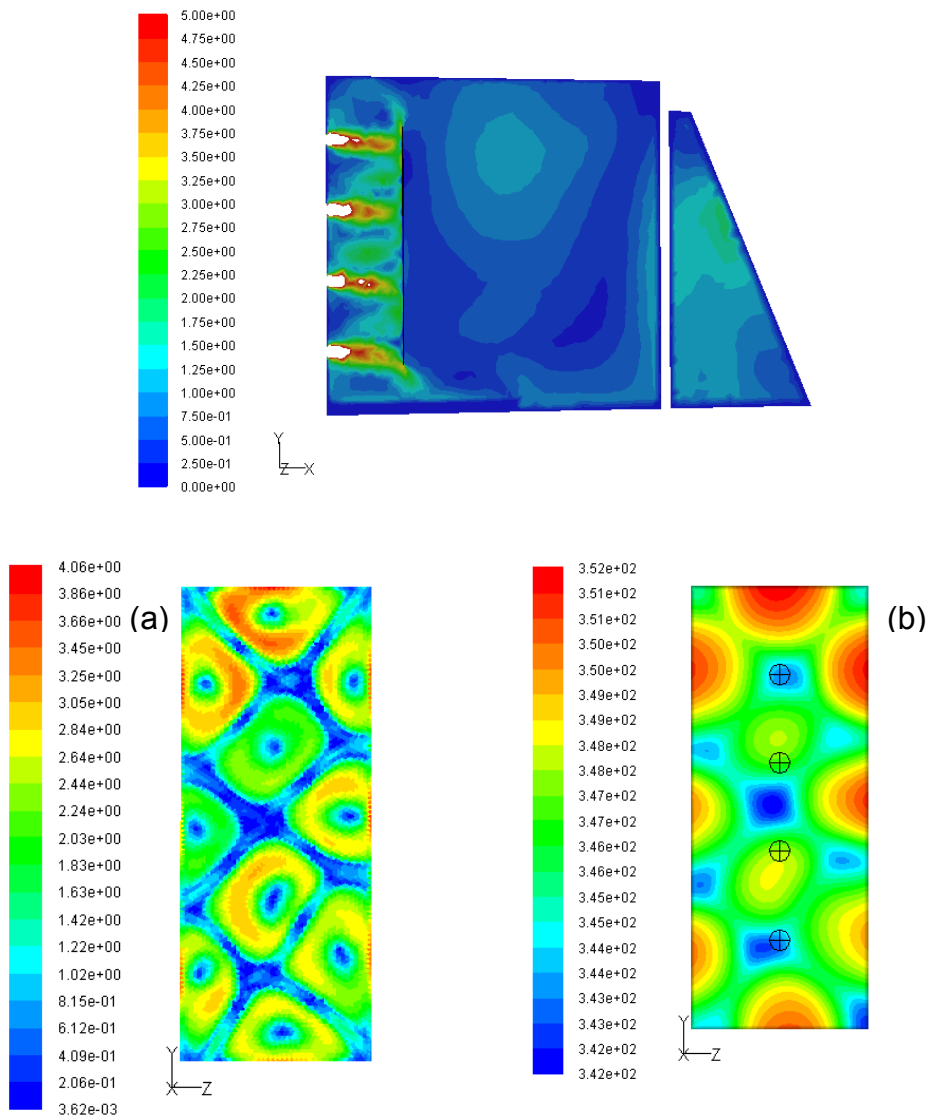 5.00e+00
4.75e+00
4.50e+00
4.25e+00
4.00e+00
3.75e+00
3.50e+00
3.25e+00
3.00e+00
2.75e+00
2.50e+00
2.25e+00
2.00e+00
1.75e+00
1.50e+00
1.25e+00
1.00e+00
7.50e-01
5.00e-01
2.50e-01
0.00e+00
Y
Z X
4.06e+00
3.86e+00
3.66e+00
3.45e+00
3.25e+00
3.05e+00
2.84e+00
2.64e+00
2.44e+00
2.24e+00
2.03e+00
1.83e+00
1.63e+00
1.42e+00
1.22e+00
1.02e+00
8.15e-01
6.12e-01
4.09e-01
2.06e-01
3.62e-03
(a)
Y
X Z
3.52e+02
3.51e+02
3.51e+02
3.50e+02
3.50e+02
3.49e+02
3.49e+02
3.48e+02
3.48e+02
3.47e+02
3.47e+02
3.46e+02
3.46e+02
3.45e+02
3.45e+02
3.44e+02
3.44e+02
3.43e+02
3.43e+02
3.42e+02
3.42e+02
(b)
Y
X Z